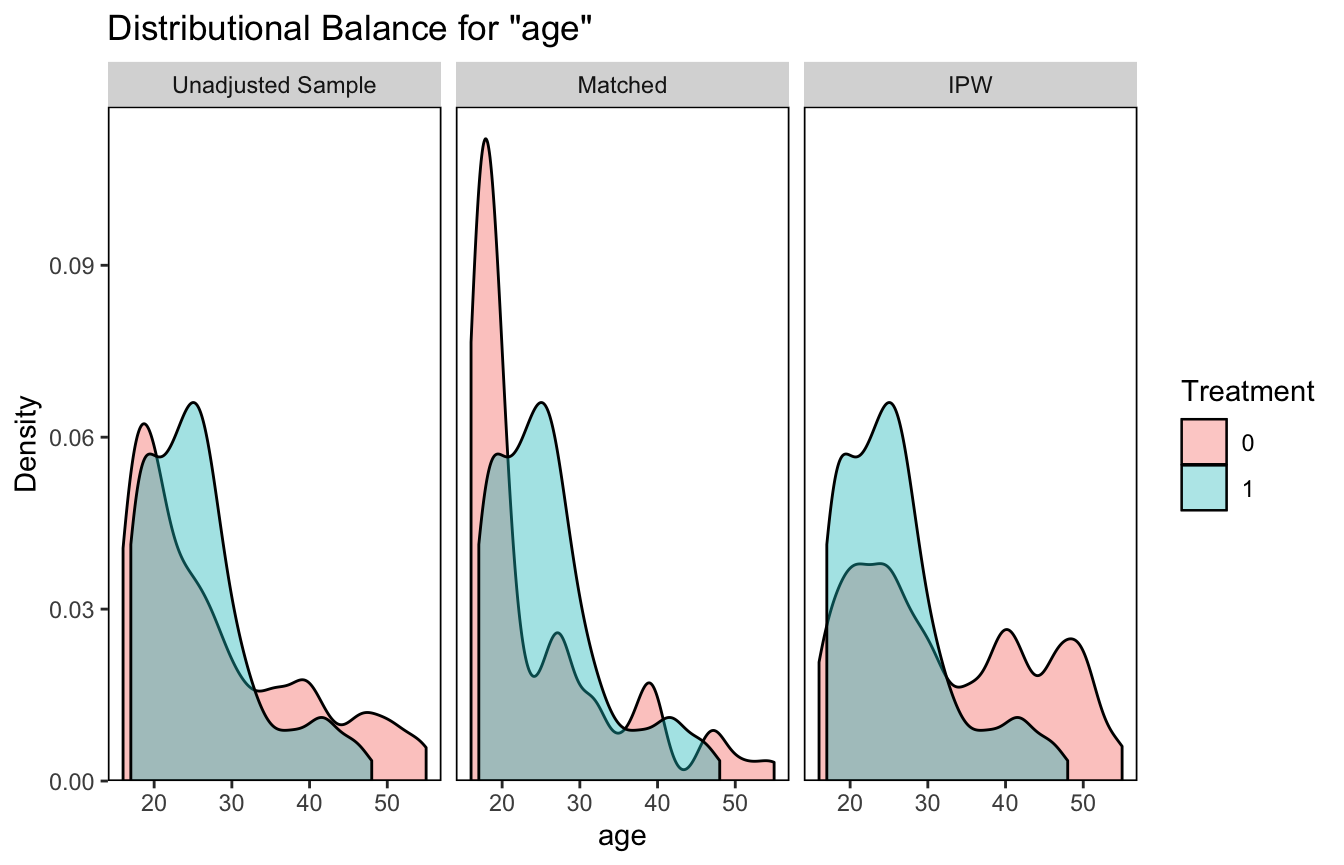 Distributional Balance for "age"
Unadjusted Sample
Matched
IPW
Density
0.09
0.06
0.03
0.00
20 30 40 50
20 30 40 50
20 30 40 50
age
Treatment
0
1